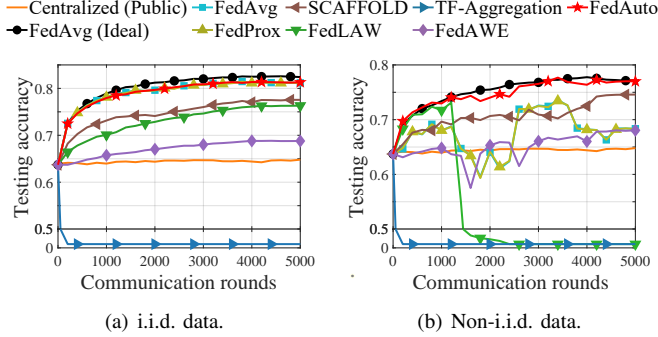 Centralized (Public) FedAvg SCAFFOLD TF-Aggregation FedAuto
FedAvg (Ideal) FedProx FedLAW FedAWE
Testing accuracy
0.8
0.7
0.6
0.5
0
0 1000 2000 3000 4000 5000
Communication rounds
(a) i.i.d. data.
Testing accuracy
0.8
0.7
0.6
0.5
0
0 1000 2000 3000 4000 5000
Communication rounds
(b) Non-i.i.d. data.